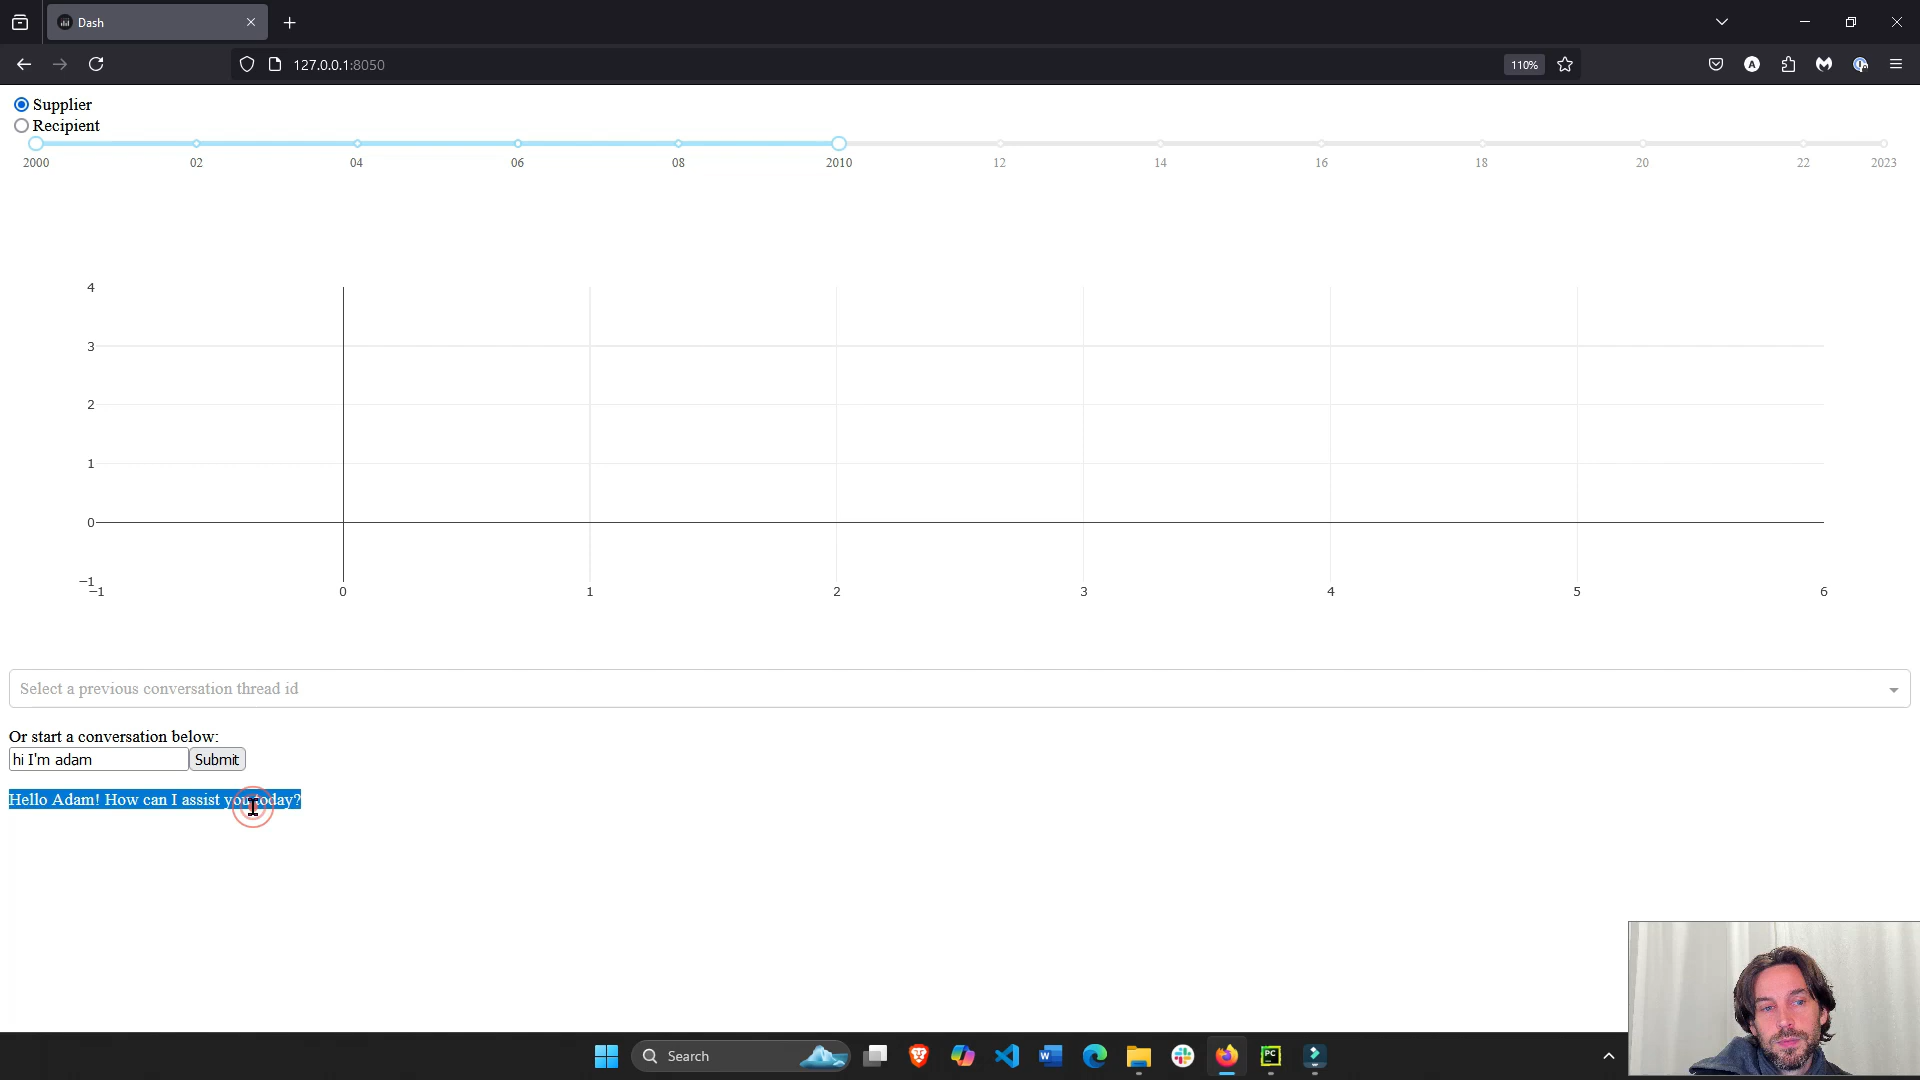 Dash
127.0.0.1:8050
110%
A
Supplier
Recipient
2000 02 04 06 08 2010 12 14 16 18 20 22 2023
4
3
2
1
0
−1
−1 0 1 2 3 4 5 6
Select a previous conversation thread id
Or start a conversation below:
hi I'm adam Submit
Hello Adam! How can I assist you today?
Search
W
PC